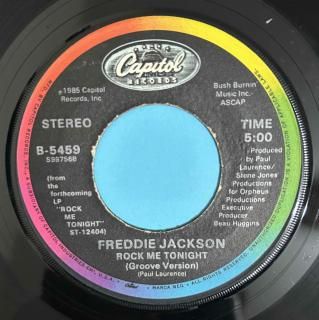 Capitol
RECORDS
©1985 Capitol
Records, Inc
Bush Burnin'
Music Inc.
ASCAP
STEREO
TIME
5:00
B-5459
S99756B
(from
the forthcoming
LP
"ROCK
ME
TONIGHT"
ST-12404)
Produced
by Paul
Laurence/
Stone Jones
Productions
for Orpheus
Productions
Executive
Producer
Beau Huggins
FREDDIE JACKSON
ROCK ME TONIGHT
(Groove Version)
(Paul Laurence)